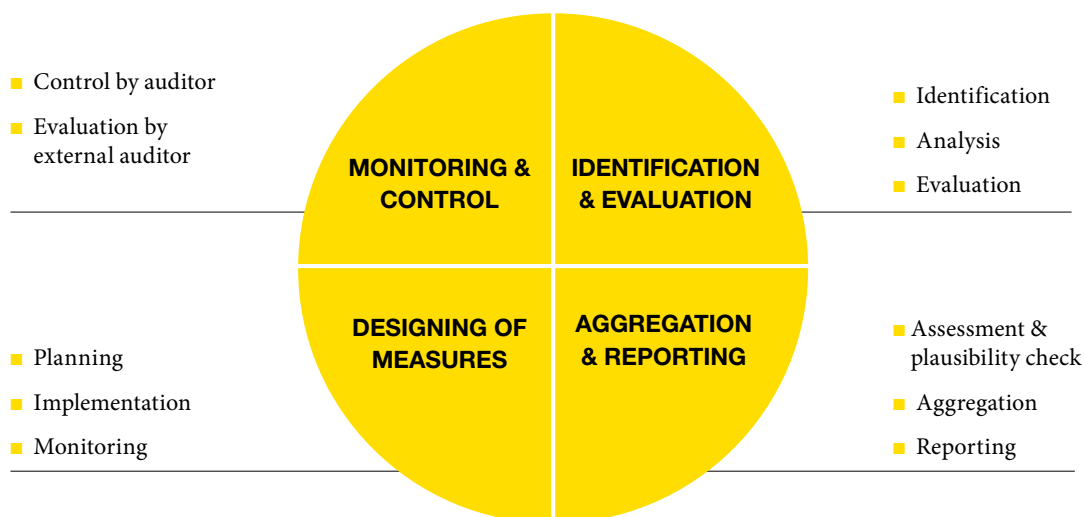 Control by auditor
Evaluation by
external auditor
MONITORING &
CONTROL
IDENTIFICATION
& EVALUATION
Identification
Analysis
Evaluation
Planning
Implementation
Monitoring
DESIGNING OF
MEASURES
AGGREGATION
& REPORTING
Assessment &
plausibility check
Aggregation
Reporting